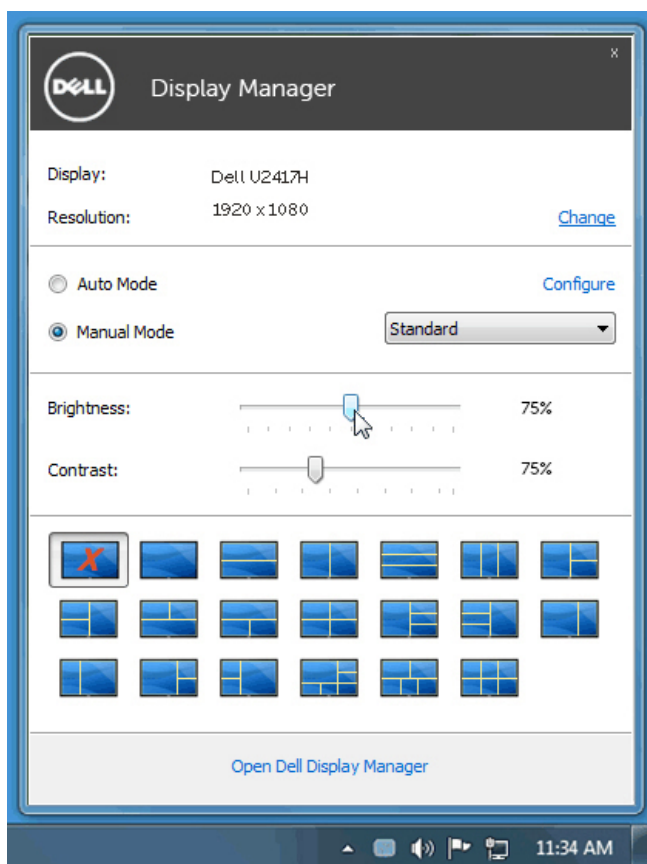 x
DELL
Display Manager
Display: Dell U2417H
Resolution: 1920 x 1080 Change
Auto Mode Configure
Manual Mode Standard
Brightness: 75%
Contrast: 75%
Open Dell Display Manager
11:34 AM